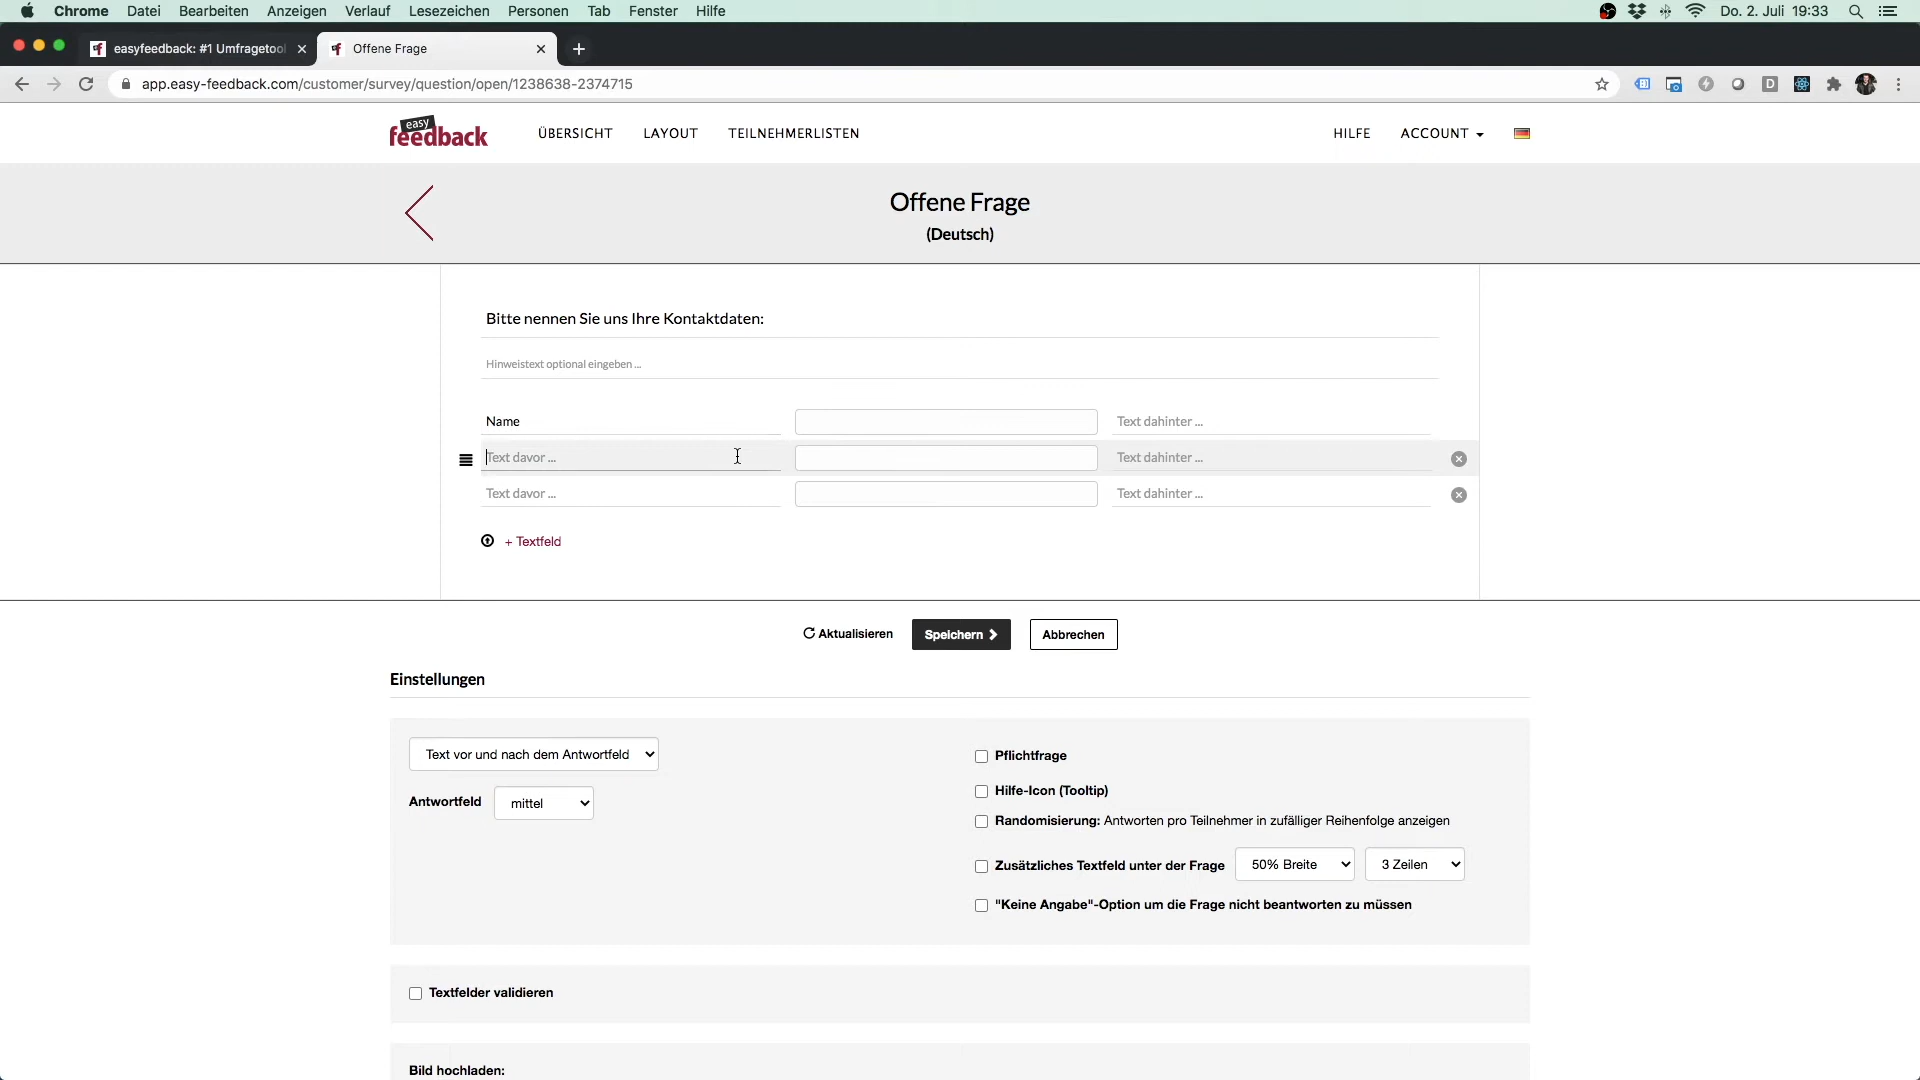 Chrome Datei Bearbeiten Anzeigen Verlauf Lesezeichen Personen Tab Fenster Hilfe Do. 2. Juli 19:33
easyfeedback: #1 Umfragetool Offene Frage
app.easy-feedback.com/customer/survey/question/open/1238638-2374715
easy feedback ÜBERSICHT LAYOUT TEILNEHMERLISTEN HILFE ACCOUNT
Offene Frage
(Deutsch)
Bitte nennen Sie uns Ihre Kontaktdaten:
Hinweistext optional eingeben ...
Name Text dahinter ...
Text davor ... Text dahinter ...
Text davor ... Text dahinter ...
+ Textfeld
Aktualisieren Speichern Abbrechen
Einstellungen
Text vor und nach dem Antwortfeld Pflichtfrage
Hilfe-Icon (Tooltip)
Antwortfeld mittel
Randomisierung: Antworten pro Teilnehmer in zufälliger Reihenfolge anzeigen
Zusätzliches Textfeld unter der Frage 50% Breite 3 Zeilen
"Keine Angabe"-Option um die Frage nicht beantworten zu müssen
Textfelder validieren
Bild hochladen: